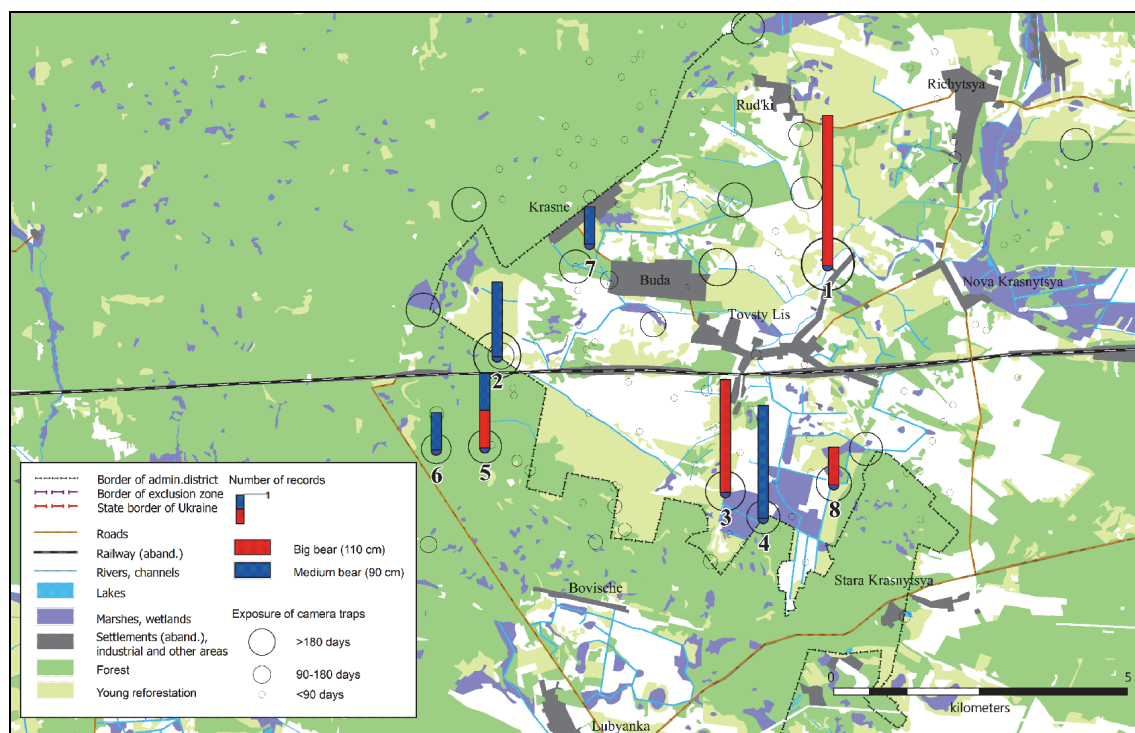 Rud'ki
Richytsya
Krasne
7
Buda
1
Nova Krasnytsya
Tovsty Lis
2
6
5
3
4
8
Stara Krasnytsya
Bovische
Lubyanka
Border of admin.district
Border of exclusion zone
State border of Ukraine
Roads
Railway (aband.)
Rivers, channels
Lakes
Marshes, wetlands
Settlements (aband.),
industrial and other areas
Forest
Young reforestation
Number of records
1
Big bear (110 cm)
Medium bear (90 cm)
Exposure of camera traps
>180 days
90-180 days
<90 days
0 5
kilometers